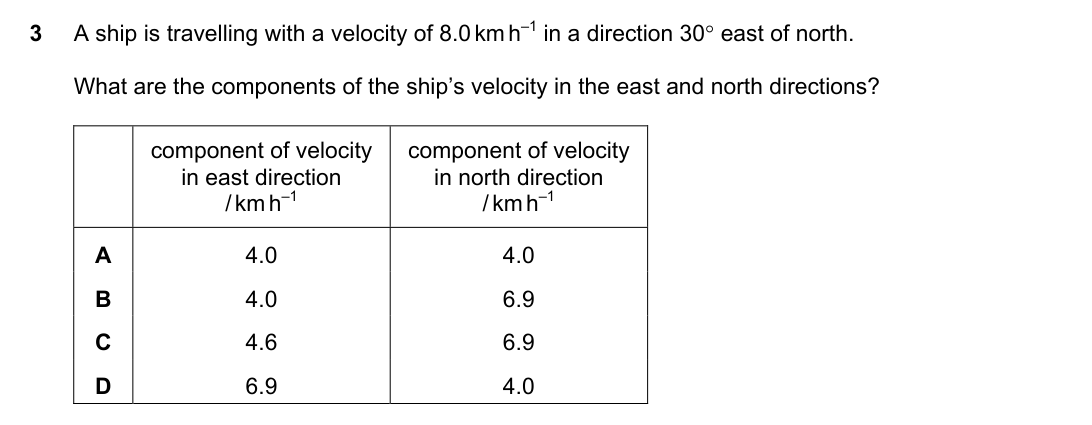 3 A ship is travelling with a velocity of 8.0 km h⁻¹ in a direction 30° east of north.
What are the components of the ship's velocity in the east and north directions?
component of velocity in east direction / km h⁻¹ component of velocity in north direction / km h⁻¹
A 4.0 4.0
B 4.0 6.9
C 4.6 6.9
D 6.9 4.0